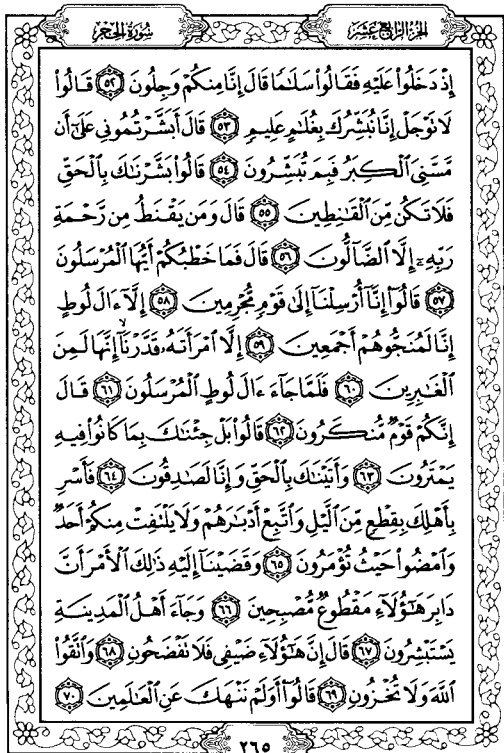 سُورَةُ الحِجْرِ
الجُزْءُ الرَّابِعَ عَشَرَ
إِذْ دَخَلُوا۟ عَلَيْهِ فَقَالُوا۟ سَلَٰمًا قَالَ إِنَّا مِنكُمْ وَجِلُونَ ٥٢ قَالُوا۟
لَا تَوْجَلْ إِنَّا نُبَشِّرُكَ بِغُلَٰمٍ عَلِيمٍ ٥٣ قَالَ أَبَشَّرْتُمُونِى عَلَىٰٓ أَن
مَّسَّنِىَ ٱلْكِبَرُ فَبِمَ تُبَشِّرُونَ ٥٤ قَالُوا۟ بَشَّرْنَٰكَ بِٱلْحَقِّ
فَلَا تَكُن مِّنَ ٱلْقَٰنِطِينَ ٥٥ قَالَ وَمَن يَقْنَطُ مِن رَّحْمَةِ
رَبِّهِۦٓ إِلَّا ٱلضَّآلُّونَ ٥٦ قَالَ فَمَا خَطْبُكُمْ أَيُّهَا ٱلْمُرْسَلُونَ
٥٧ قَالُوٓا۟ إِنَّآ أُرْسِلْنَآ إِلَىٰ قَوْمٍ مُّجْرِمِينَ ٥٨ إِلَّآ ءَالَ لُوطٍ
إِنَّا لَمُنَجُّوهُمْ أَجْمَعِينَ ٥٩ إِلَّا ٱمْرَأَتَهُۥ قَدَّرْنَآ ۙ إِنَّهَا لَمِنَ
ٱلْغَٰبِرِينَ ٦٠ فَلَمَّا جَآءَ ءَالَ لُوطٍ ٱلْمُرْسَلُونَ ٦١ قَالَ
إِنَّكُمْ قَوْمٌ مُّنكَرُونَ ٦٢ قَالُوا۟ بَلْ جِئْنَٰكَ بِمَا كَانُوا۟ فِيهِ
يَمْتَرُونَ ٦٣ وَأَتَيْنَٰكَ بِٱلْحَقِّ وَإِنَّا لَصَٰدِقُونَ ٦٤ فَأَسْرِ
بِأَهْلِكَ بِقِطْعٍ مِّنَ ٱلَّيْلِ وَٱتَّبِعْ أَدْبَٰرَهُمْ وَلَا يَلْتَفِتْ مِنكُمْ أَحَدٌ
وَٱمْضُوا۟ حَيْثُ تُؤْمَرُونَ ٦٥ وَقَضَيْنَآ إِلَيْهِ ذَٰلِكَ ٱلْأَمْرَ أَنَّ
دَابِرَ هَٰٓؤُلَآءِ مَقْطُوعٌ مُّصْبِحِينَ ٦٦ وَجَآءَ أَهْلُ ٱلْمَدِينَةِ
يَسْتَبْشِرُونَ ٦٧ قَالَ إِنَّ هَٰٓؤُلَآءِ ضَيْفِى فَلَا تَفْضَحُونِ ٦٨ وَٱتَّقُوا۟
ٱللَّهَ وَلَا تُخْزُونِ ٦٩ قَالُوٓا۟ أَوَلَمْ نَنْهَكَ عَنِ ٱلْعَٰلَمِينَ ٧٠
٢٦٥